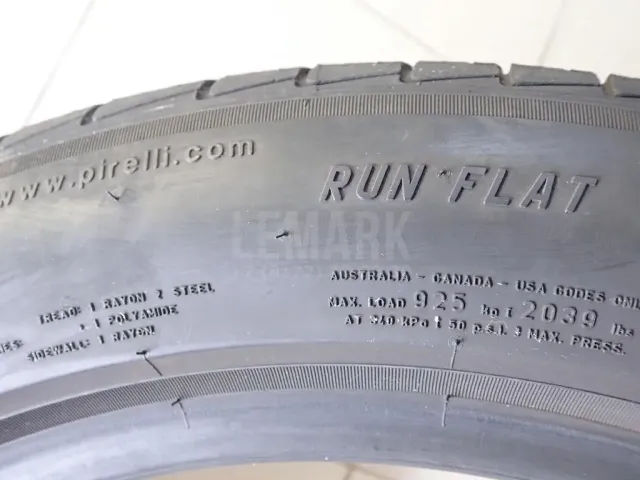 www.pirelli.com
RUN FLAT
LEMARK
TREAD: 1 RAYON 2 STEEL
1 POLYAMIDE
SIDEWALL: 1 RAYON
AUSTRALIA - CANADA - USA CODES ONL
MAX. LOAD 925 kg [ 2039 lbs
AT 340 kPa [ 50 p.s.i. ] MAX. PRESS.